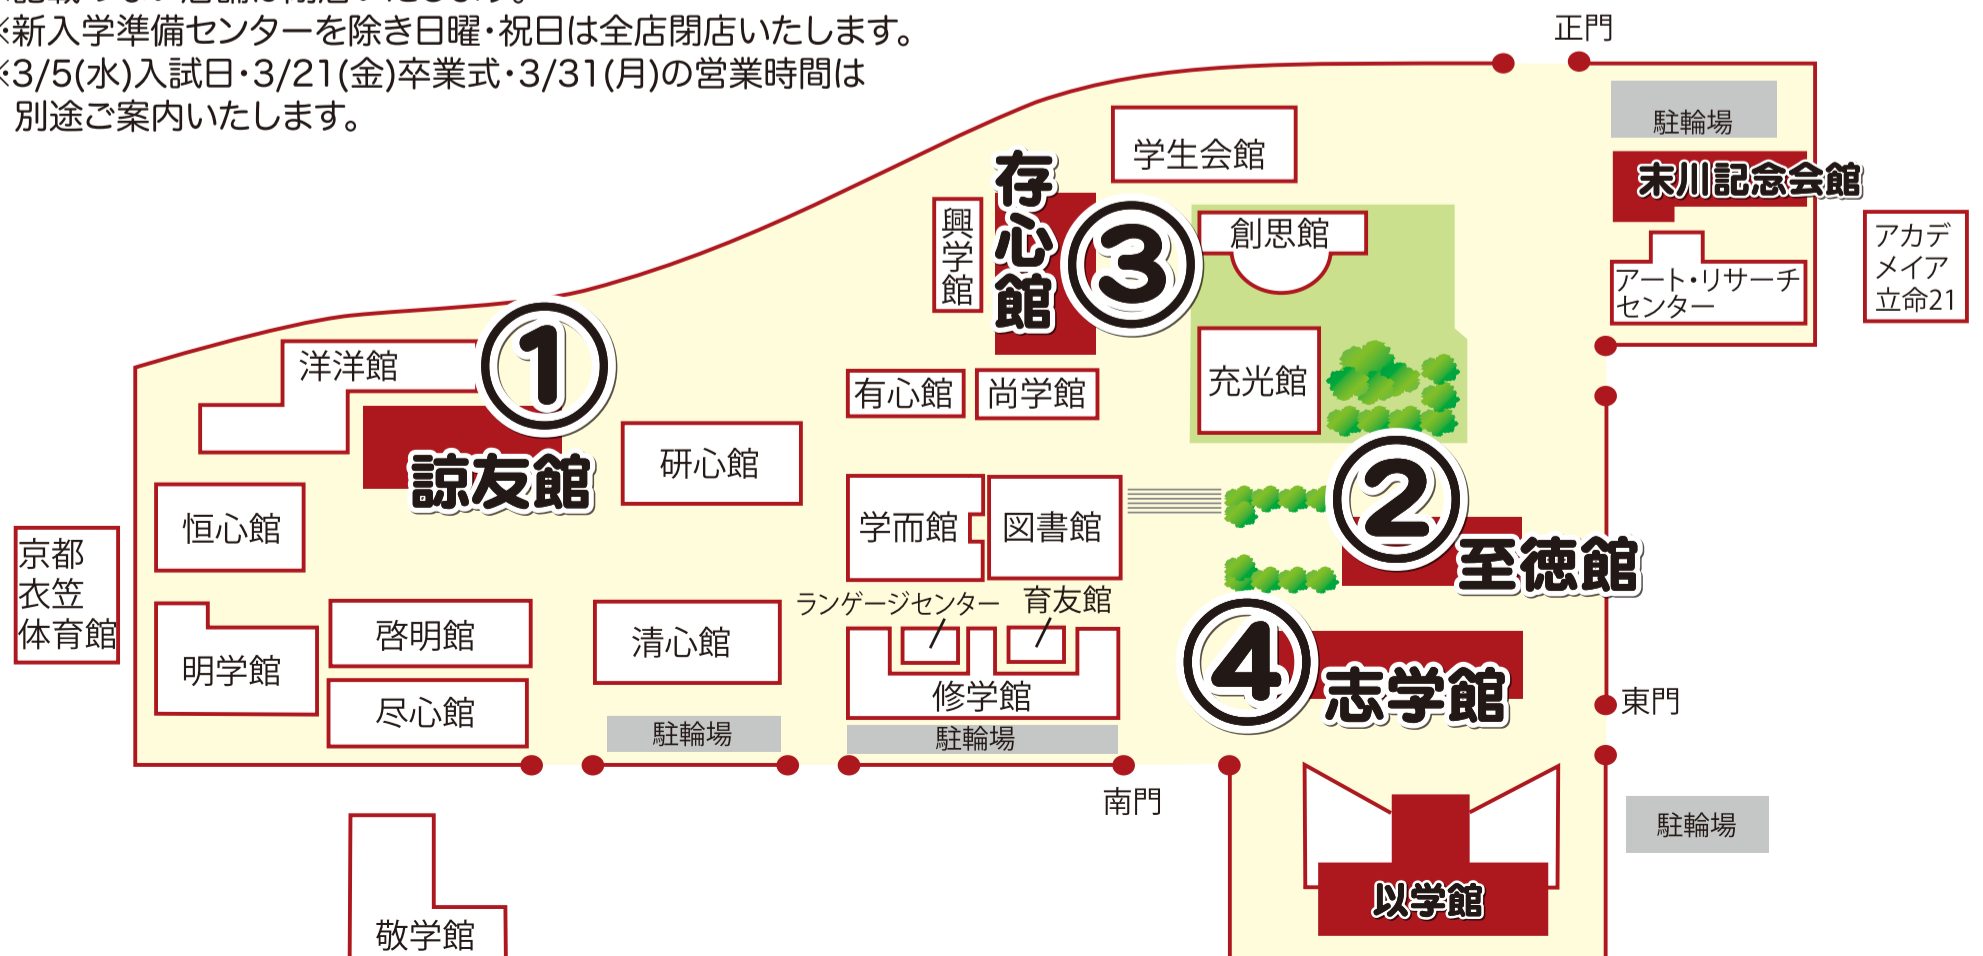 ※新入学準備センターを除き日曜・祝日は全店閉店いたします。
※3/5(水)入試日・3/21(金)卒業式・3/31(月)の営業時間は
別途ご案内いたします。
正門
駐輪場
学生会館
末川記念会館
存心館
③
興学館
創思館
アカデ
メイア
立命21
アート・リサーチ
センター
①
洋洋館
諒友館
有心館
尚学館
充光館
研心館
②
至徳館
恒心館
学而館
図書館
京都
衣笠
体育館
ランゲージセンター
育友館
啓明館
清心館
明学館
④
志学館
修学館
尽心館
東門
駐輪場
駐輪場
南門
駐輪場
以学館
敬学館